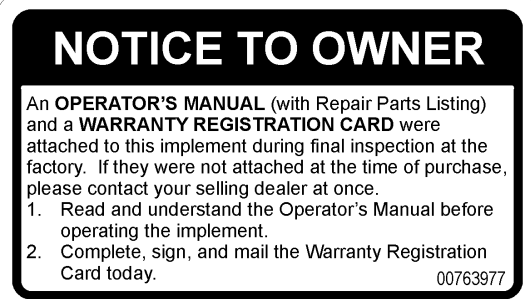 NOTICE TO OWNER
An OPERATOR'S MANUAL (with Repair Parts Listing)
and a WARRANTY REGISTRATION CARD were
attached to this implement during final inspection at the
factory.  If they were not attached at the time of purchase,
please contact your selling dealer at once.
1. Read and understand the Operator's Manual before
operating the implement.
2. Complete, sign, and mail the Warranty Registration
Card today. 00763977